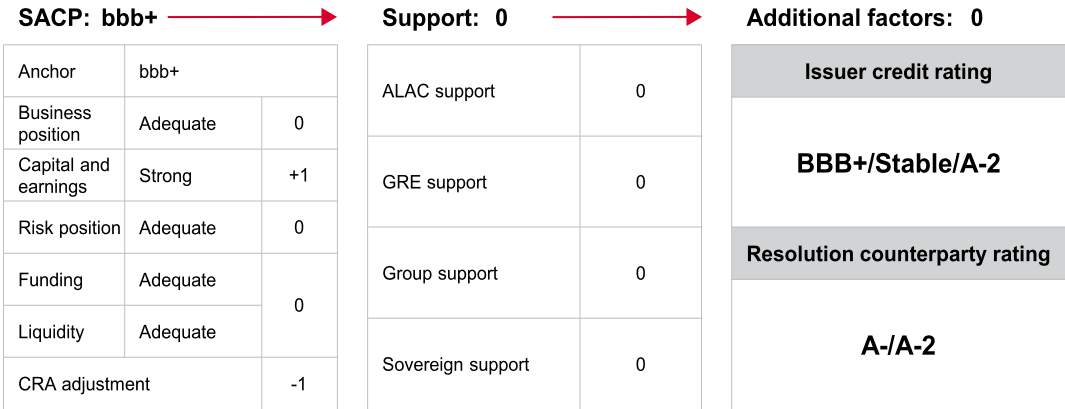 SACP: bbb+
Support: 0
Additional factors: 0
Anchor bbb+
Business
position Adequate 0
Capital and
earnings Strong +1
Risk position Adequate 0
Funding Adequate
0
Liquidity Adequate
CRA adjustment -1
ALAC support 0
GRE support 0
Group support 0
Sovereign support 0
Issuer credit rating
BBB+/Stable/A-2
Resolution counterparty rating
A-/A-2